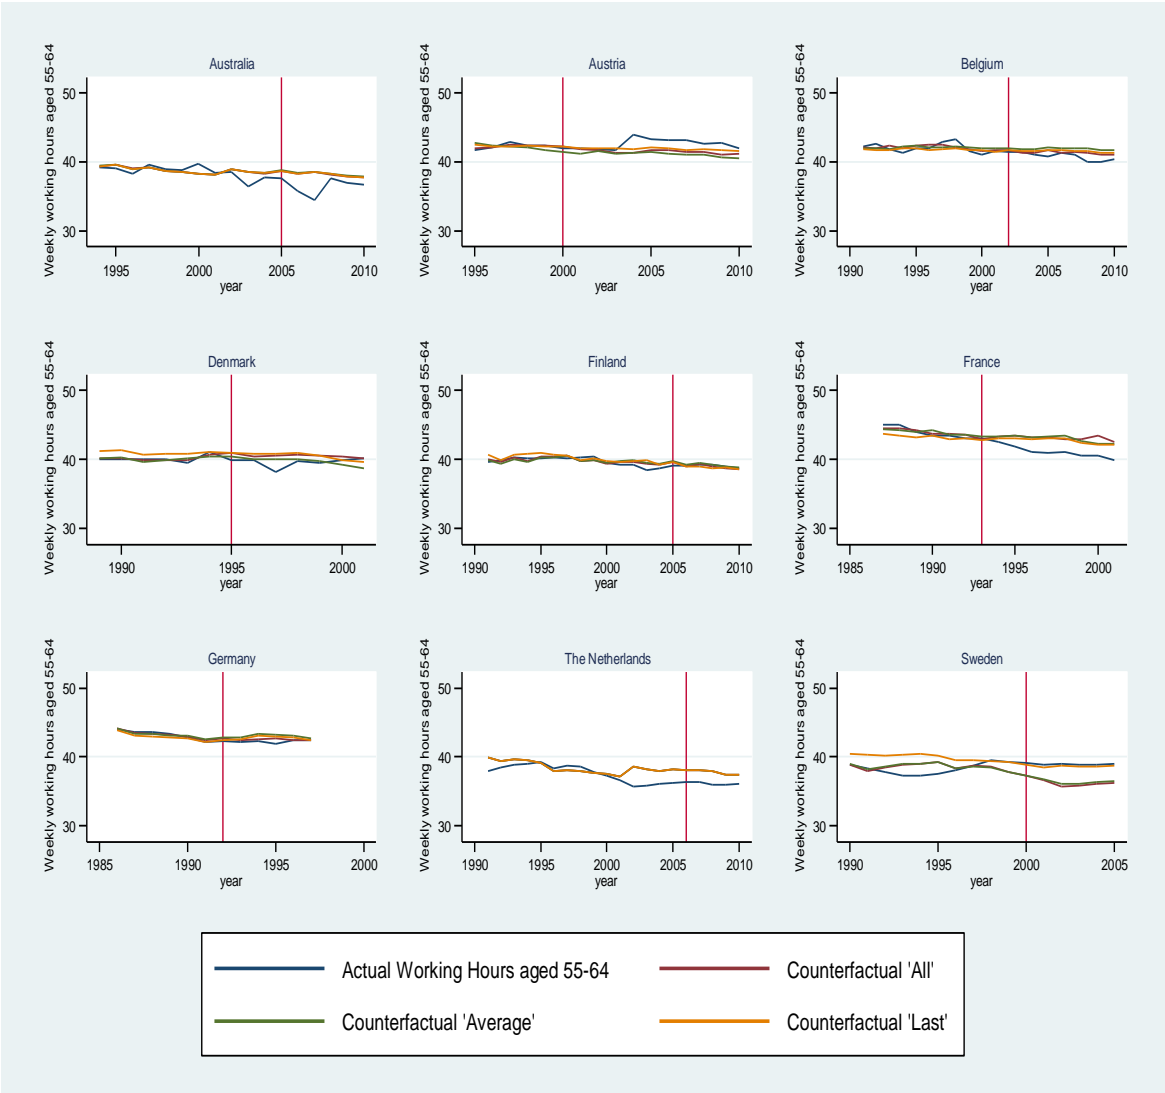 Australia
Weekly working hours aged 55-64
50
40
30
1995 2000 2005 2010
year
Austria
Weekly working hours aged 55-64
50
40
30
1995 2000 2005 2010
year
Belgium
Weekly working hours aged 55-64
50
40
30
1990 1995 2000 2005 2010
year
Denmark
Weekly working hours aged 55-64
50
40
30
1990 1995 2000
year
Finland
Weekly working hours aged 55-64
50
40
30
1990 1995 2000 2005 2010
year
France
Weekly working hours aged 55-64
50
40
30
1985 1990 1995 2000
year
Germany
Weekly working hours aged 55-64
50
40
30
1985 1990 1995 2000
year
The Netherlands
Weekly working hours aged 55-64
50
40
30
1990 1995 2000 2005 2010
year
Sweden
Weekly working hours aged 55-64
50
40
30
1990 1995 2000 2005
year
Actual Working Hours aged 55-64
Counterfactual 'All'
Counterfactual 'Average'
Counterfactual 'Last'